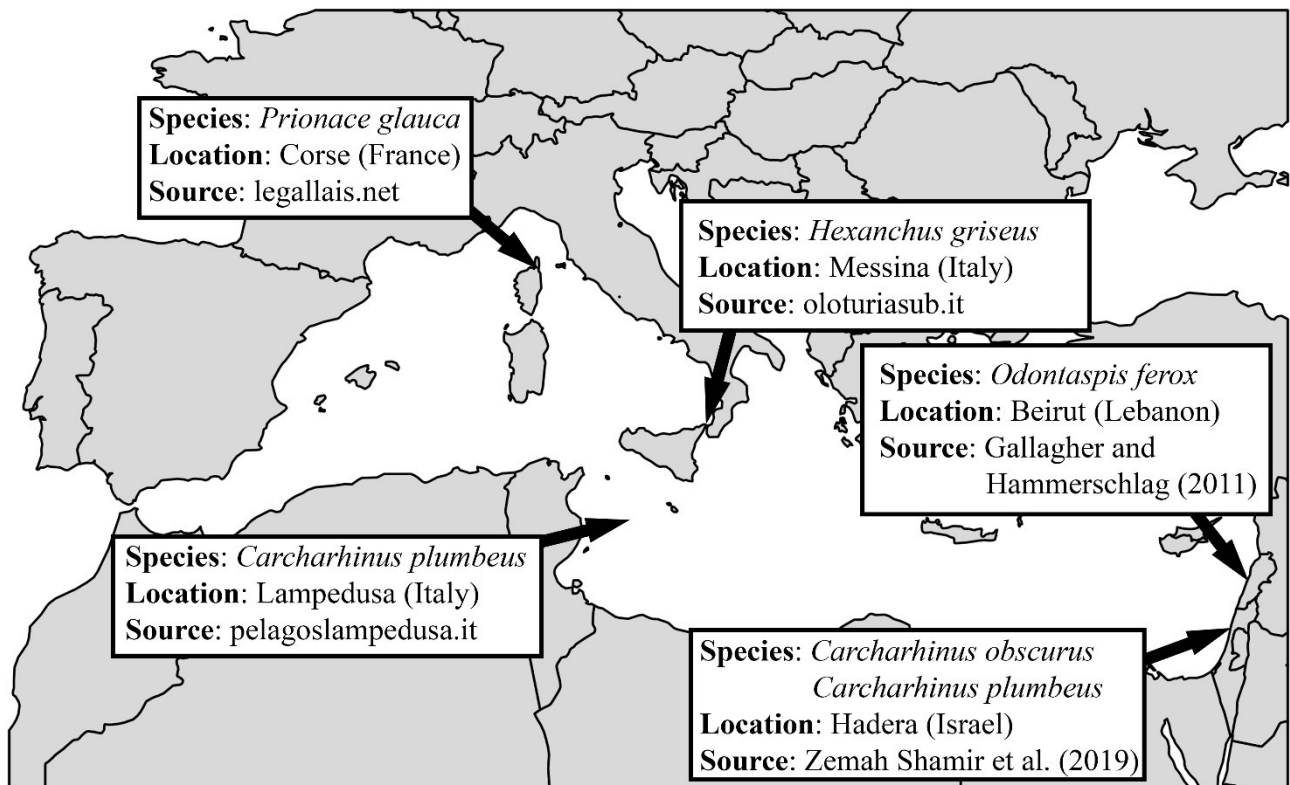 Species: Prionace glauca
Location: Corse (France)
Source: legallais.net
Species: Hexanchus griseus
Location: Messina (Italy)
Source: oloturiasub.it
Species: Odontaspis ferox
Location: Beirut (Lebanon)
Source: Gallagher and
Hammerschlag (2011)
Species: Carcharhinus plumbeus
Location: Lampedusa (Italy)
Source: pelagoslampedusa.it
Species: Carcharhinus obscurus
Carcharhinus plumbeus
Location: Hadera (Israel)
Source: Zemah Shamir et al. (2019)